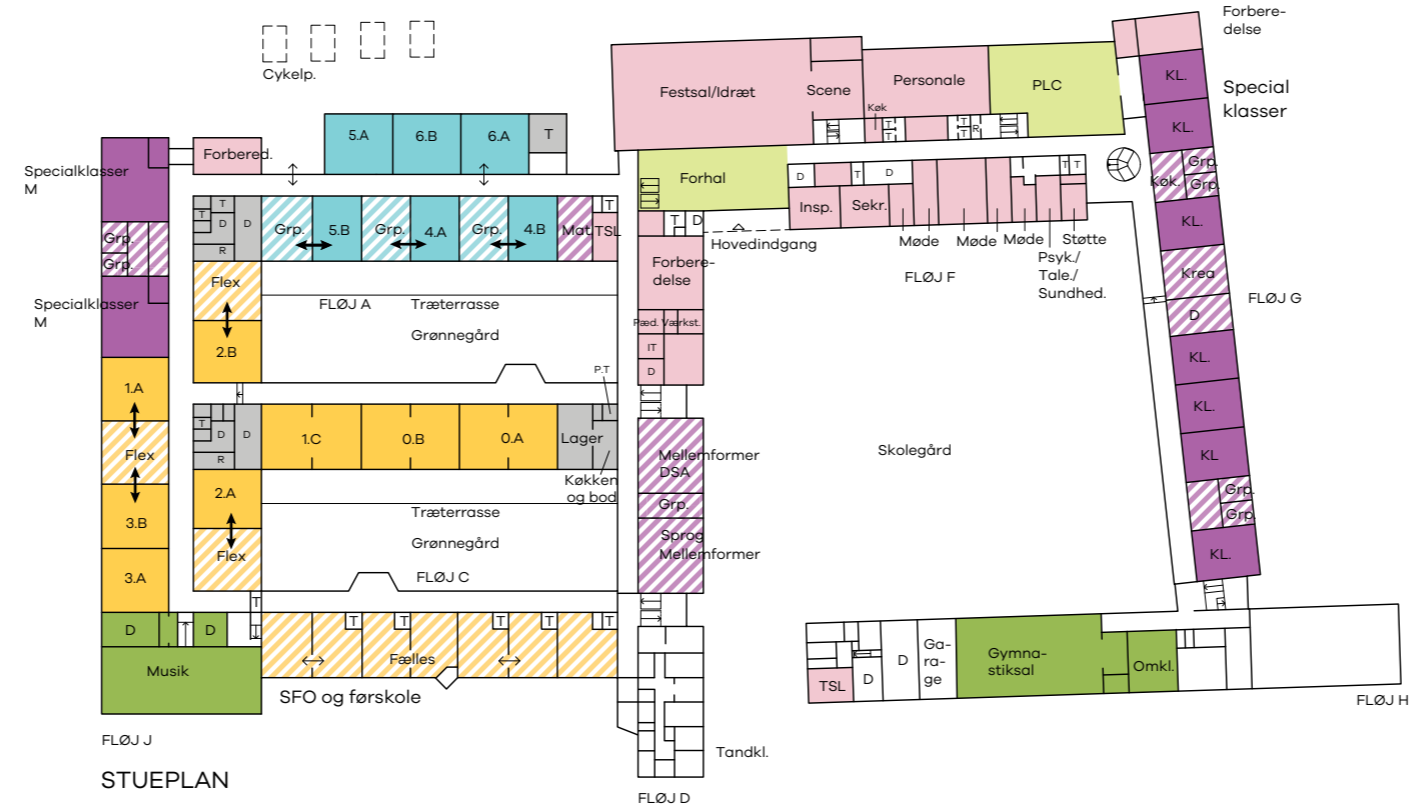 Cykelp.
Forbere-
delse
Festsal/Idræt
Scene
Personale
Køk
PLC
T
T
T
T
R
KL.
Special
klasser
KL.
Specialklasser
M
Forbered.
5.A
6.B
6.A
T
Forhal
D
T
D
T
T
Insp.
Sekr.
Møde
Møde
Møde
Støtte
Psyk./
Tale./
Sundhed.
FLØJ F
Hovedindgang
Køk.
Grp.
Grp.
KL.
Krea
D
FLØJ G
KL.
KL.
KL
Grp.
Grp.
KL.
Grp.
Grp.
T
T
D
D
R
Grp.
5.B
Grp.
4.A
Grp.
4.B
Mat.
T
TSL
T
D
Forbere-
delse
Pæd.
Værkst.
IT
D
Specialklasser
M
Flex
2.B
FLØJ A
Træterrasse
Grønnegård
P.T
1.A
Flex
3.B
3.A
T
D
D
R
1.C
0.B
0.A
Lager
Køkken
og bod
2.A
Flex
Træterrasse
Grønnegård
FLØJ C
Mellemformer
DSA
Grp.
Sprog
Mellemformer
Skolegård
D
D
T
T
T
T
T
T
T
Musik
Fælles
SFO og førskole
TSL
D
D
Ga-
ra-
ge
Gymna-
stiksal
Omkl.
FLØJ H
FLØJ J
Tandkl.
STUEPLAN
FLØJ D